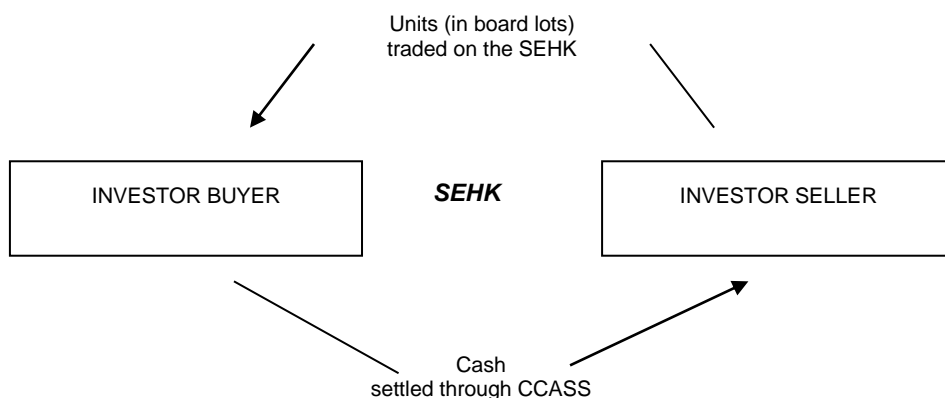 Units (in board lots)
traded on the SEHK
INVESTOR BUYER
SEHK
INVESTOR SELLER
Cash
settled through CCASS